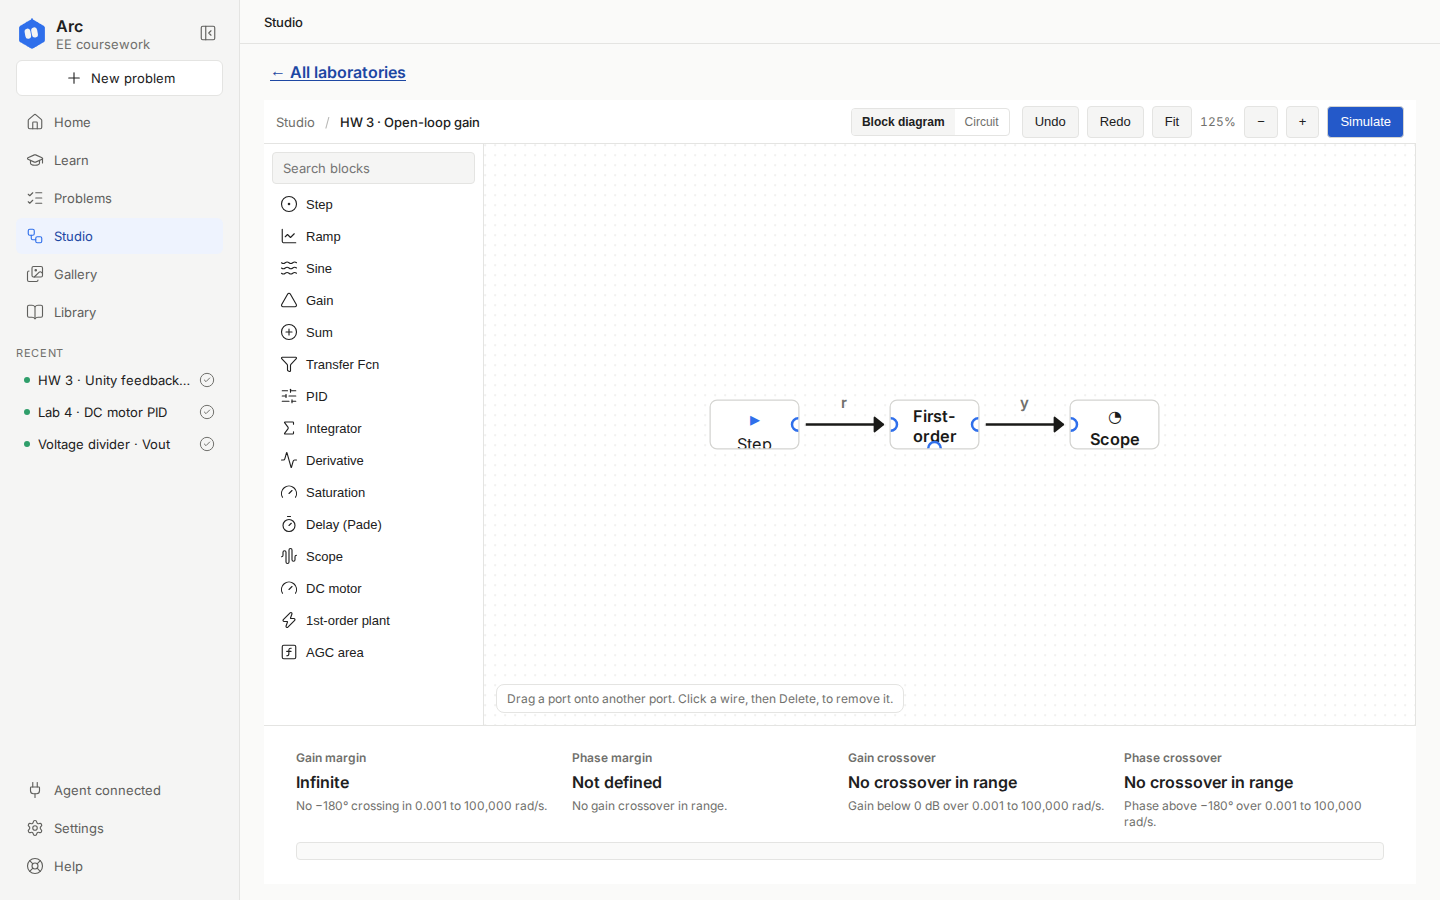 Arc
EE coursework
New problem
Home
Learn
Problems
Studio
Gallery
Library
RECENT
HW 3 · Unity feedback...
Lab 4 · DC motor PID
Voltage divider · Vout
Agent connected
Settings
Help
Studio
← All laboratories
Studio / HW 3 · Open-loop gain
Block diagram Circuit Undo Redo Fit 125% − + Simulate
Search blocks
Step
Ramp
Sine
Gain
Sum
Transfer Fcn
PID
Integrator
Derivative
Saturation
Delay (Pade)
Scope
DC motor
1st-order plant
AGC area
Step
r
First-
order
y
Scope
Drag a port onto another port. Click a wire, then Delete, to remove it.
Gain margin
Infinite
No −180° crossing in 0.001 to 100,000 rad/s.
Phase margin
Not defined
No gain crossover in range.
Gain crossover
No crossover in range
Gain below 0 dB over 0.001 to 100,000 rad/s.
Phase crossover
No crossover in range
Phase above −180° over 0.001 to 100,000
rad/s.